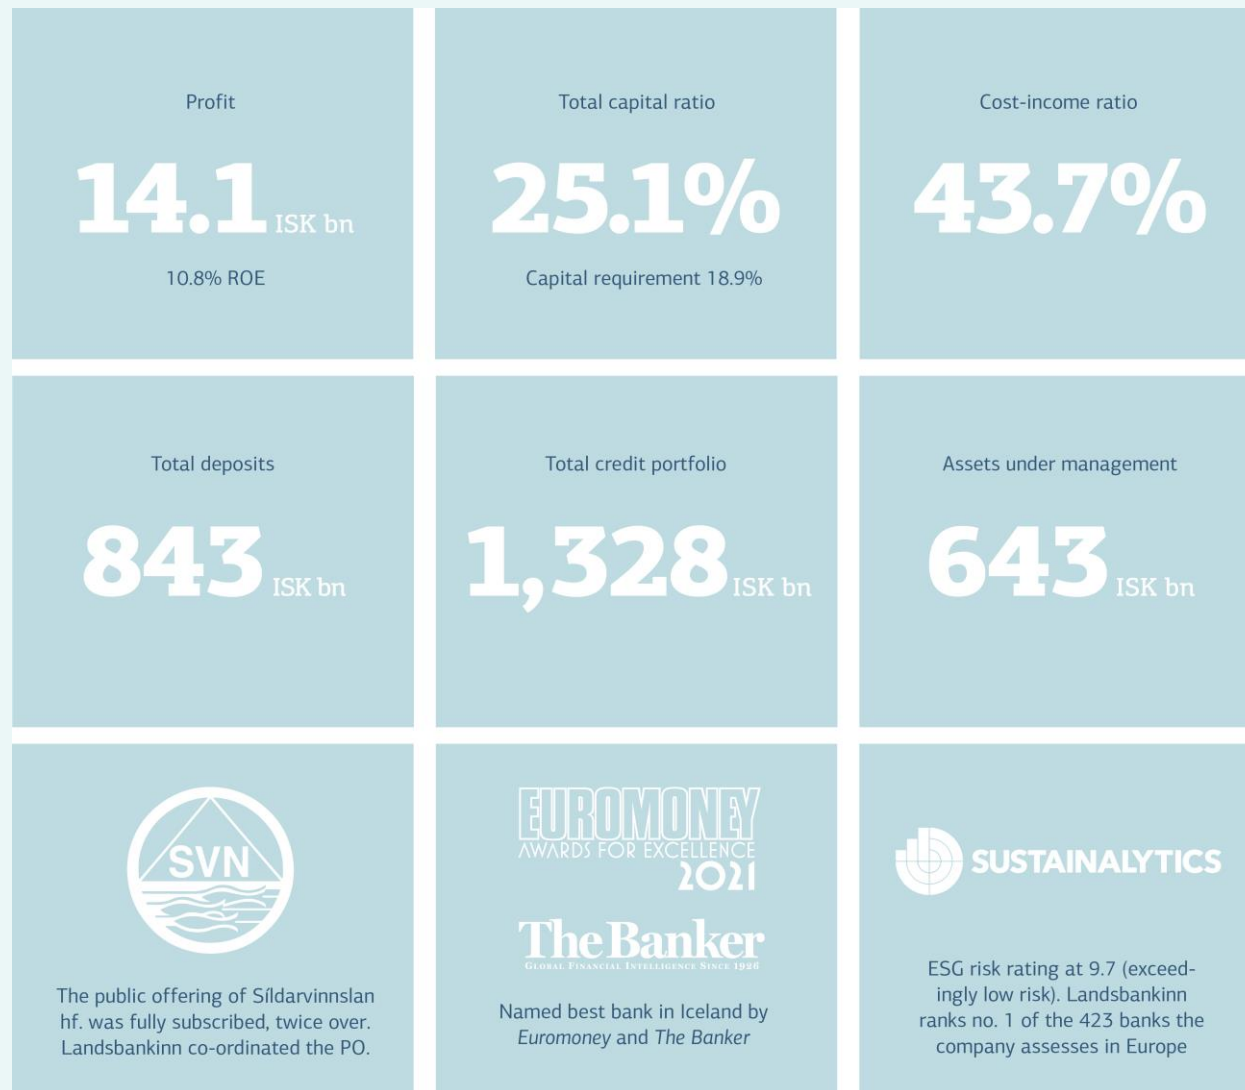 Profit
14.1 ISK bn
10.8% ROE
Total capital ratio
25.1%
Capital requirement 18.9%
Cost-income ratio
43.7%
Total deposits
843 ISK bn
Total credit portfolio
1,328 ISK bn
Assets under management
643 ISK bn
SVN
The public offering of Síldarvinnslan
hf. was fully subscribed, twice over.
Landsbankinn co-ordinated the PO.
EUROMONEY
AWARDS FOR EXCELLENCE
2021
The Banker
GLOBAL FINANCIAL INTELLIGENCE SINCE 1926
Named best bank in Iceland by
Euromoney and The Banker
SUSTAINALYTICS
ESG risk rating at 9.7 (exceed-
ingly low risk). Landsbankinn
ranks no. 1 of the 423 banks the
company assesses in Europe